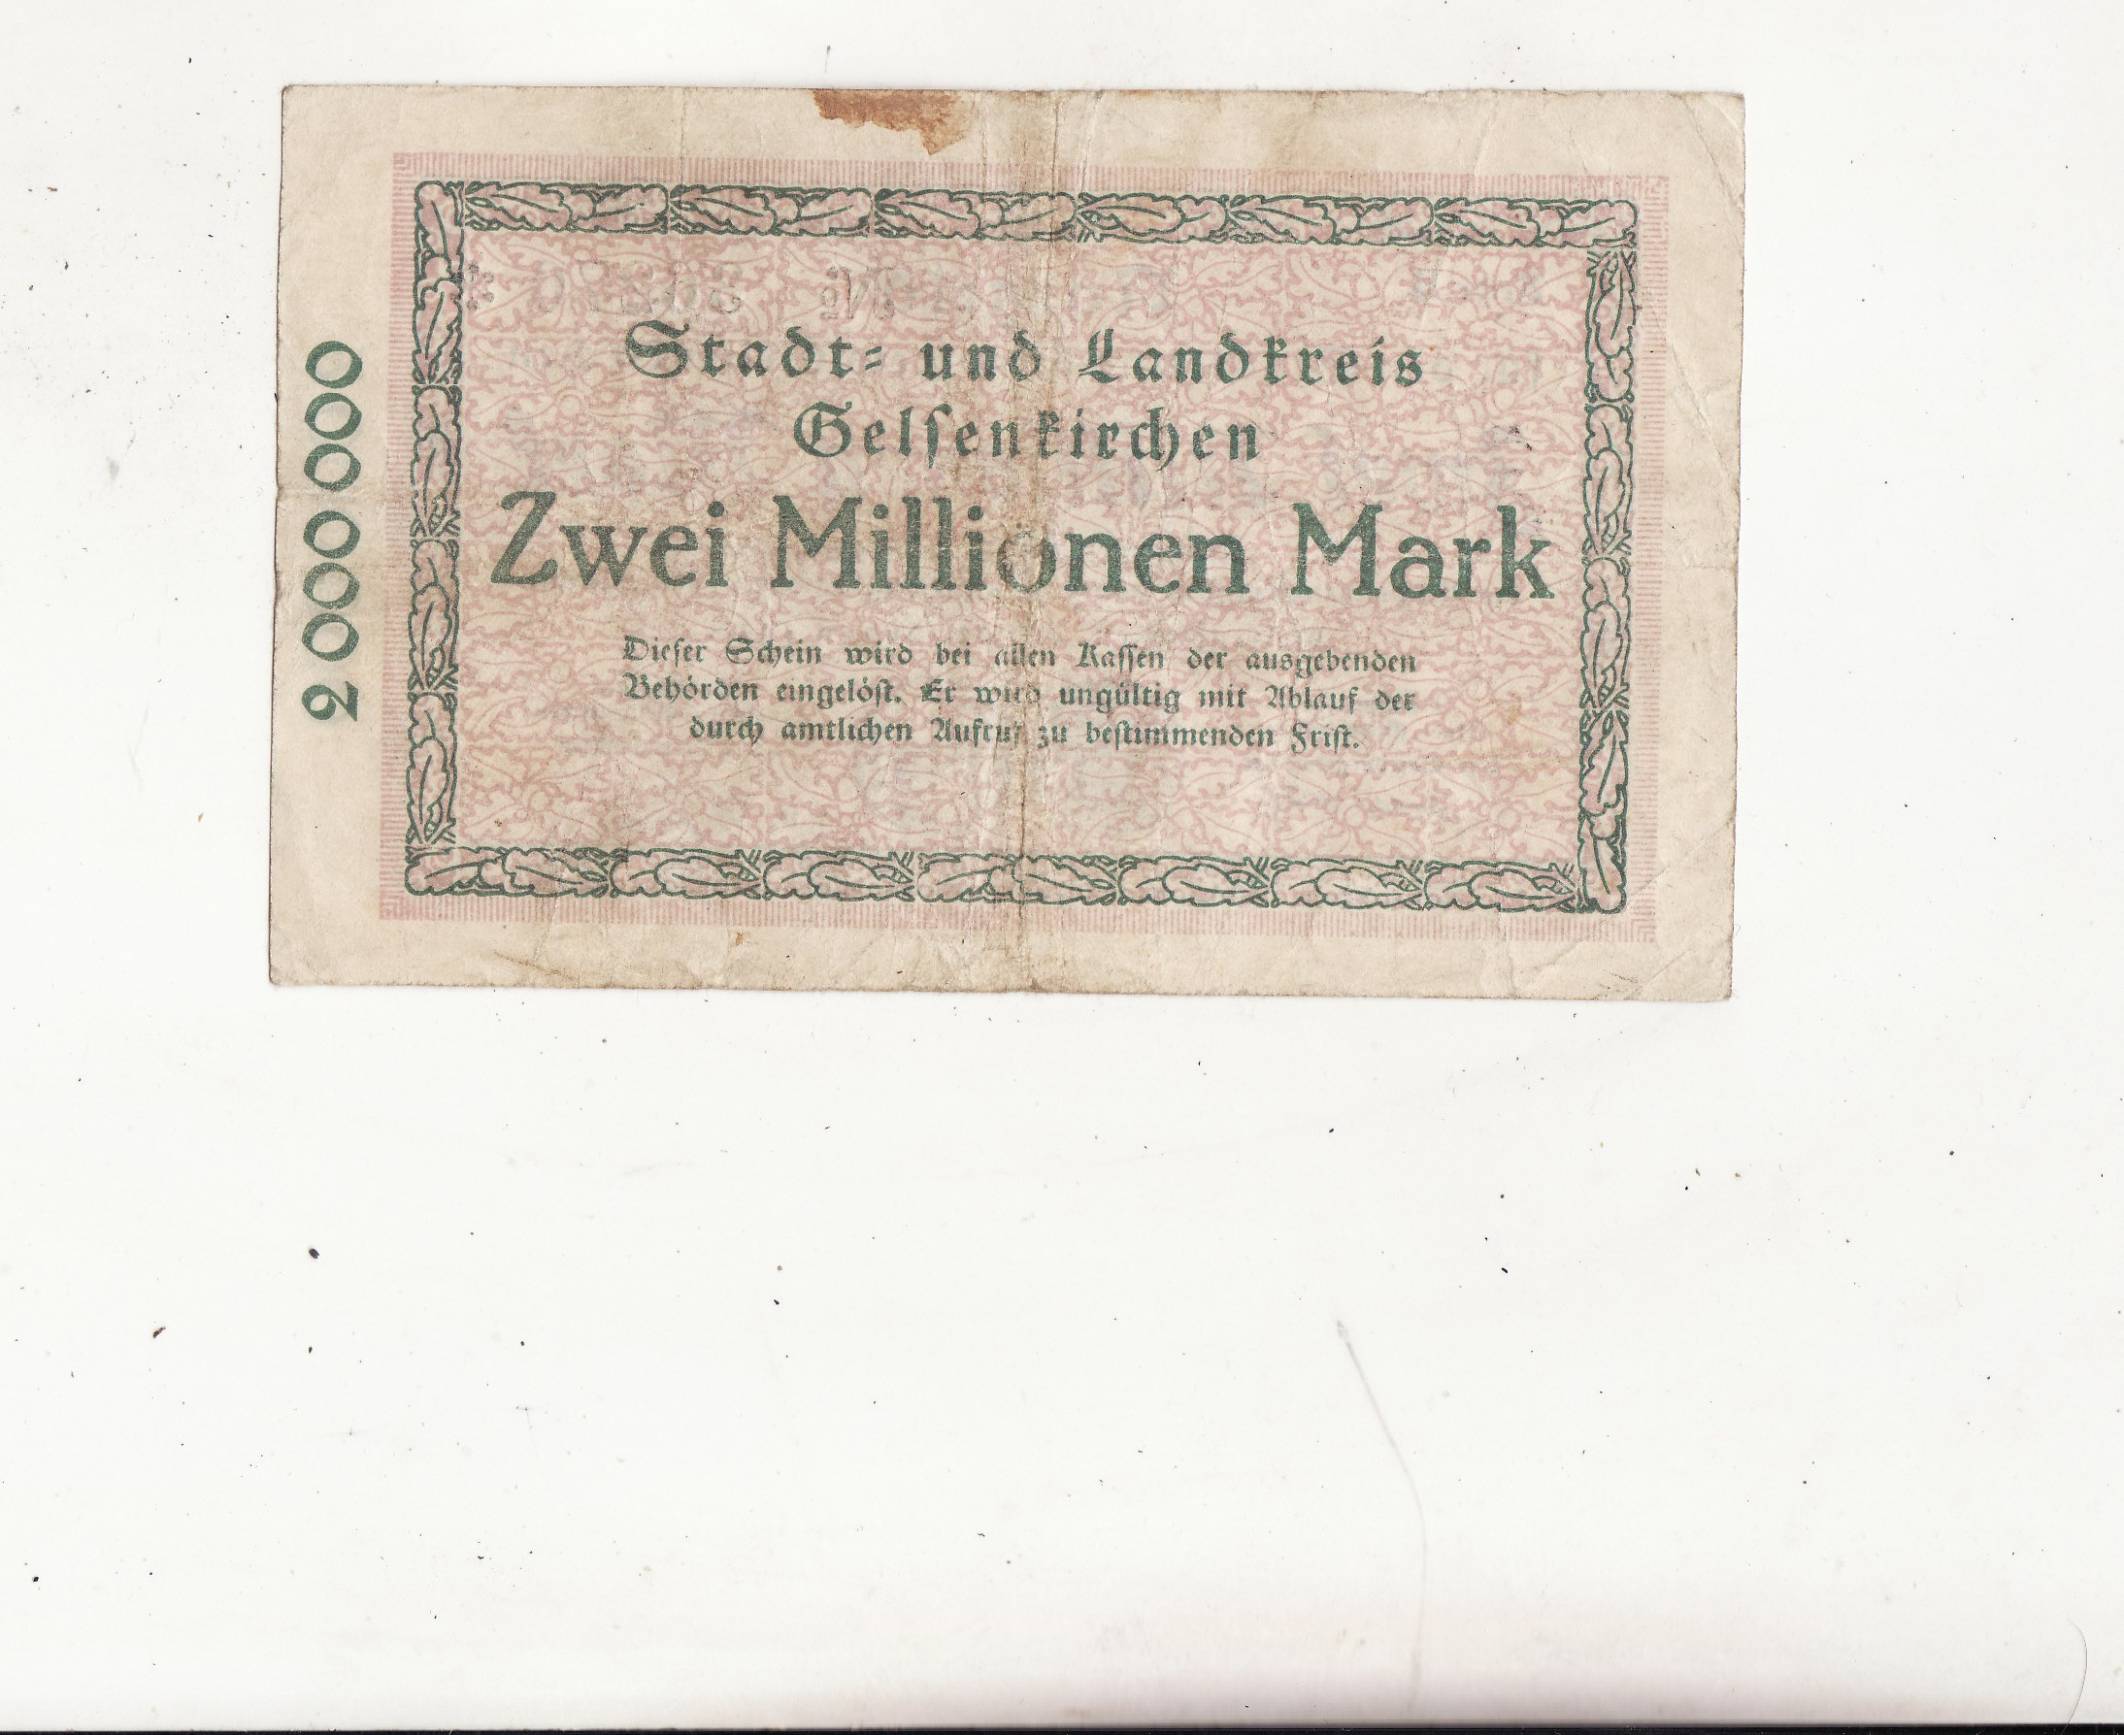 Stadt- und Landkreis
Gelsenkirchen
Zwei Millionen Mark
Dieser Schein wird bei allen Kassen der ausgebenden
Behörden eingelöst. Er wird ungültig mit Ablauf der
durch amtlichen Aufruf zu bestimmenden Frist.
2 000 000